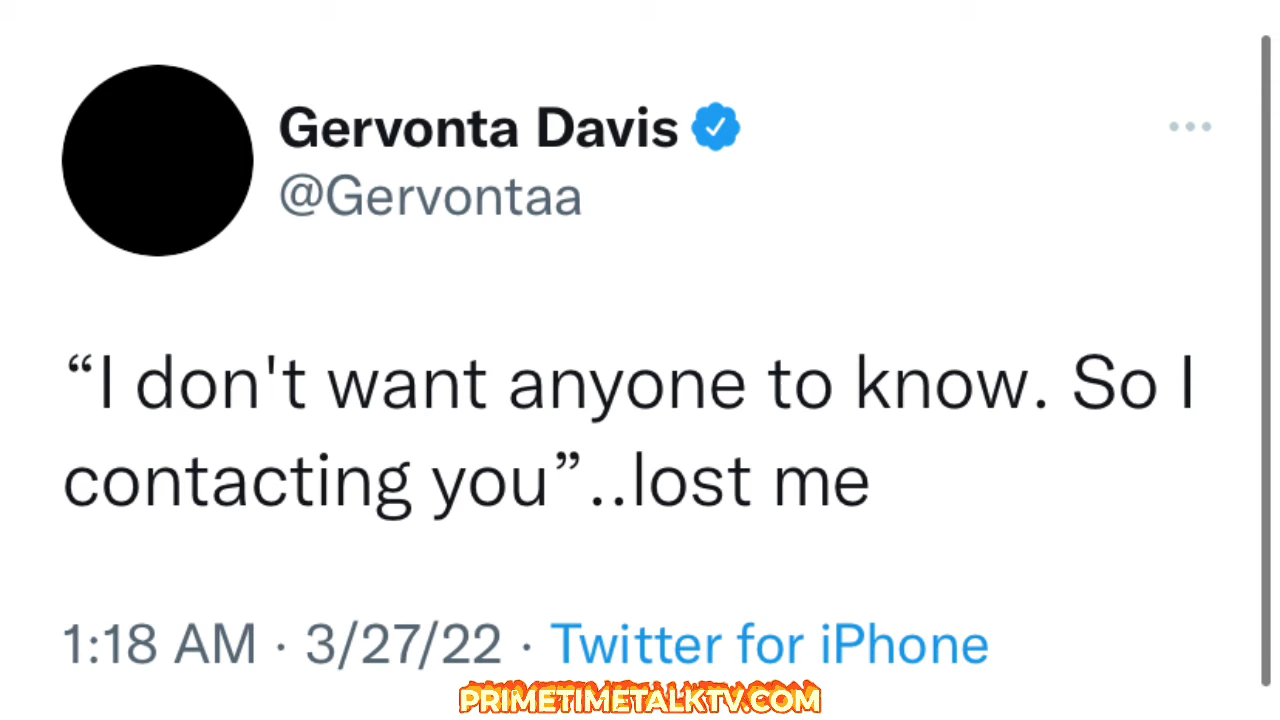 Gervonta Davis
@Gervontaa
“I don't want anyone to know. So I
contacting you”..lost me
1:18 AM · 3/27/22 · Twitter for iPhone
PRIMETIMETALKTV.COM